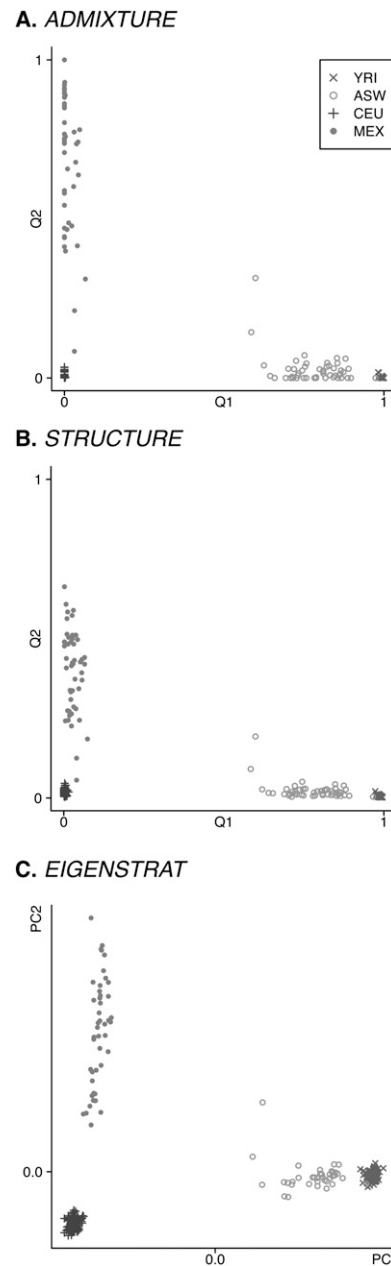 A. ADMIXTURE
1
× YRI
○ ASW
+ CEU
● MEX
Q2
0
0
Q1
1
B. STRUCTURE
1
Q2
0
0
Q1
1
C. EIGENSTRAT
PC2
0.0
0.0
PC